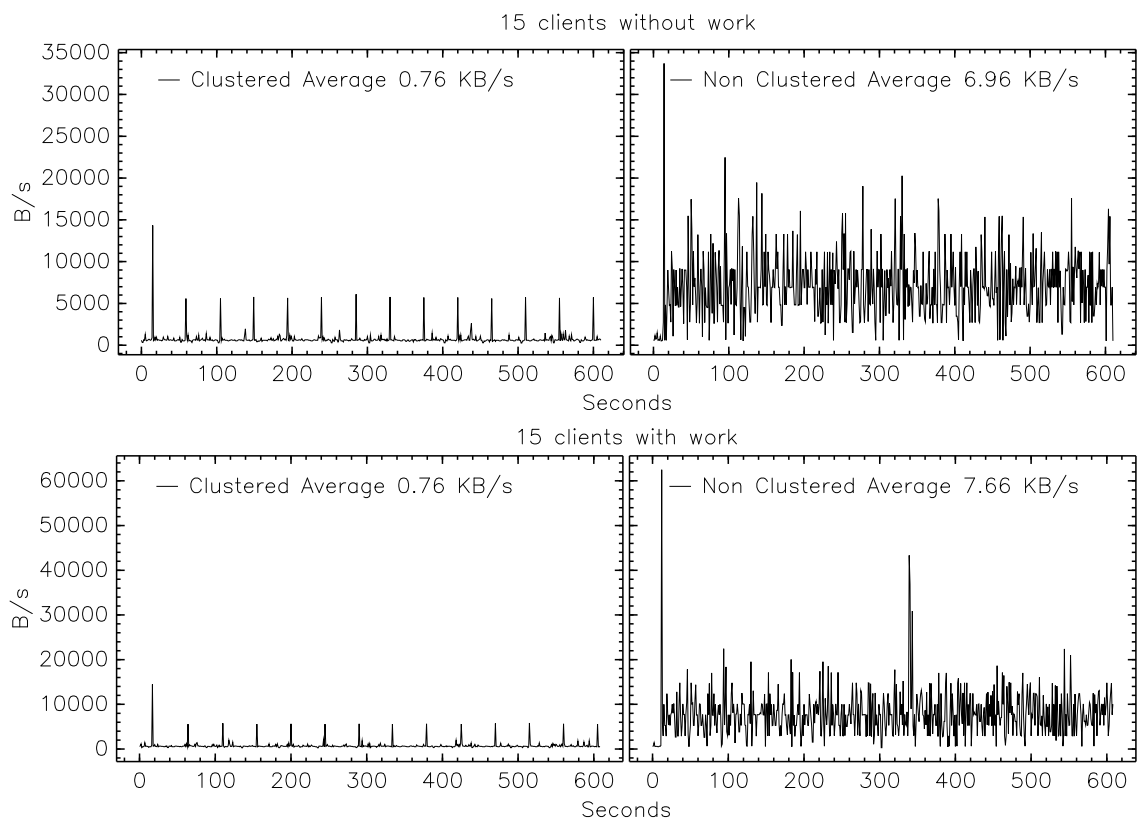 15 clients without work
35000
30000
25000
20000
15000
10000
5000
0
B/s
Clustered Average 0.76 KB/s
Non Clustered Average 6.96 KB/s
0 100 200 300 400 500 600 0 100 200 300 400 500 600
Seconds
15 clients with work
60000
50000
40000
30000
20000
10000
0
B/s
Clustered Average 0.76 KB/s
Non Clustered Average 7.66 KB/s
0 100 200 300 400 500 600 0 100 200 300 400 500 600
Seconds